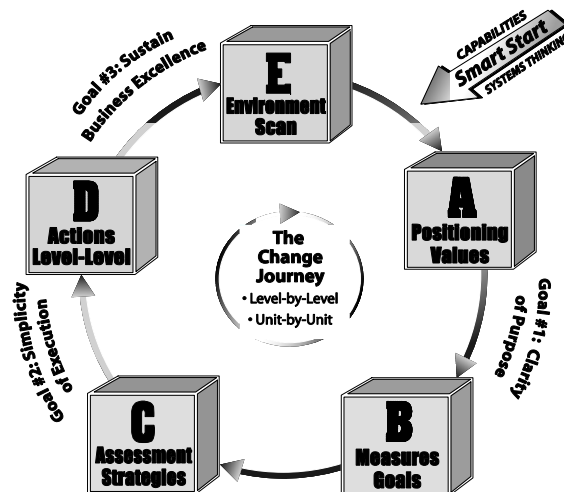 CAPABILITIES
Smart Start
SYSTEMS THINKING
E
Environment
Scan
A
Positioning
Values
Goal #1: Clarity
of Purpose
B
Measures
Goals
C
Assessment
Strategies
Goal #2: Simplicity
of Execution
D
Actions
Level-Level
Goal #3: Sustain
Business Excellence
The
Change
Journey
• Level-by-Level
• Unit-by-Unit